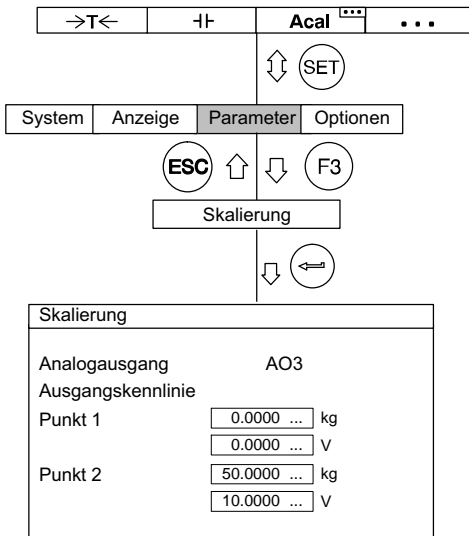 →T← ⊣⊢ Acal ... ...
SET
System Anzeige Parameter Optionen
ESC F3
Skalierung
Skalierung
Analogausgang AO3
Ausgangskennlinie
Punkt 1 0.0000 ... kg
0.0000 ... V
Punkt 2 50.0000 ... kg
10.0000 ... V